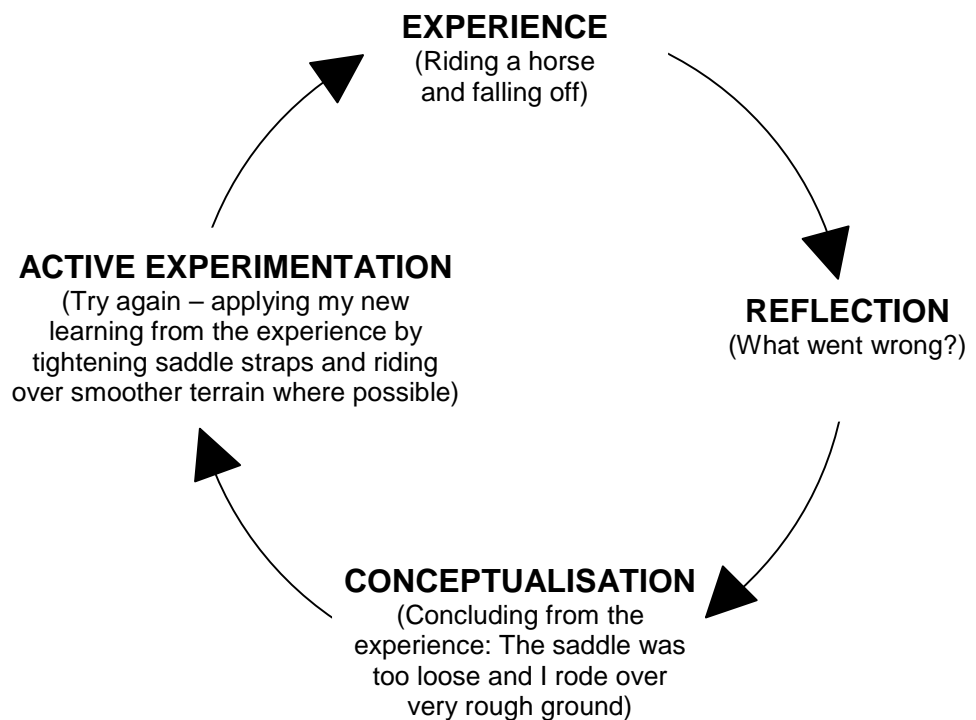 EXPERIENCE
(Riding a horse
and falling off)
REFLECTION
(What went wrong?)
CONCEPTUALISATION
(Concluding from the
experience: The saddle was
too loose and I rode over
very rough ground)
ACTIVE EXPERIMENTATION
(Try again – applying my new
learning from the experience by
tightening saddle straps and riding
over smoother terrain where possible)